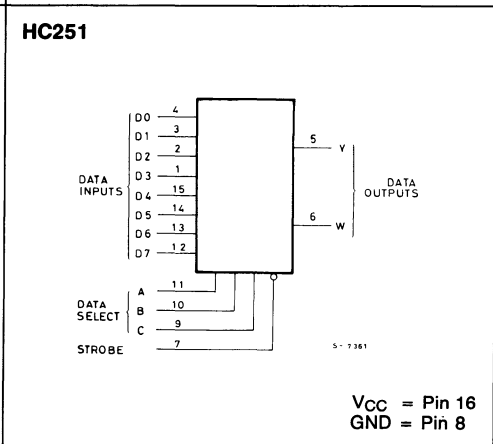 HC251
D0 4
D1 3
D2 2
D3 1
D4 15
D5 14
D6 13
D7 12
DATA
INPUTS
5 Y
6 W
DATA
OUTPUTS
A 11
B 10
C 9
DATA
SELECT
STROBE 7
S-7361
VCC = Pin 16
GND = Pin 8